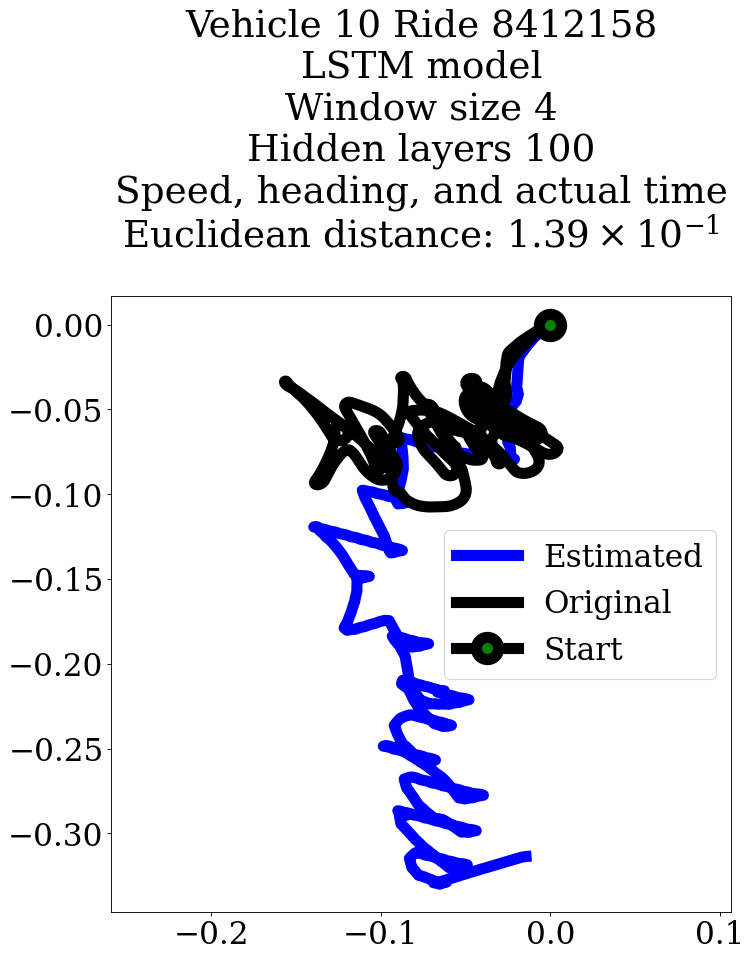 Vehicle 10 Ride 8412158
LSTM model
Window size 4
Hidden layers 100
Speed, heading, and actual time
Euclidean distance: 1.39 × 10⁻¹
0.00
−0.05
−0.10
−0.15
−0.20
−0.25
−0.30
Estimated
Original
Start
−0.2 −0.1 0.0 0.1